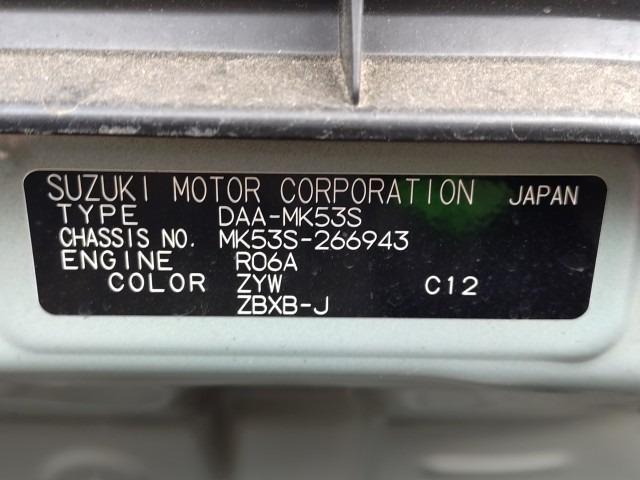 SUZUKI MOTOR CORPORATION JAPAN
TYPE DAA-MK53S
CHASSIS NO. MK53S-266943
ENGINE R06A
COLOR ZYW C12
ZBXB-J